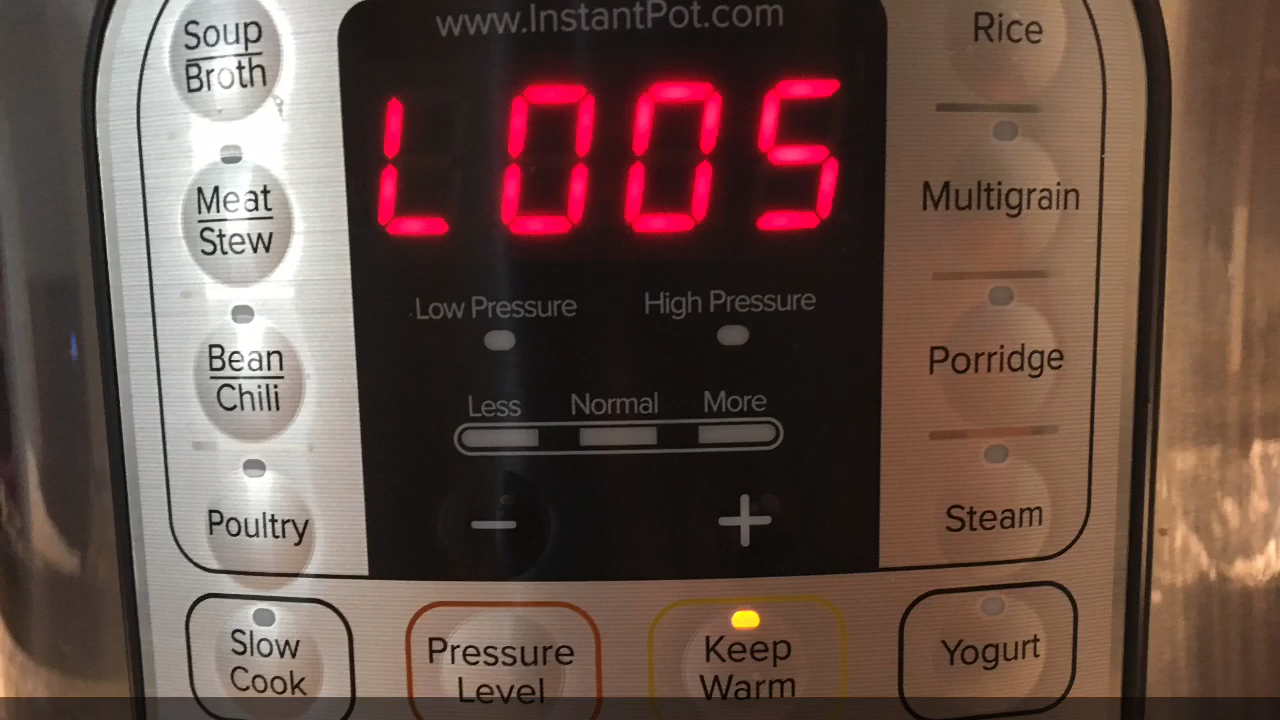 www.InstantPot.com
Soup
Broth
Rice
L005
Meat
Stew
Multigrain
Low Pressure
High Pressure
Bean
Chili
Porridge
Less
Normal
More
Poultry
−
+
Steam
Slow
Cook
Pressure
Level
Keep
Warm
Yogurt